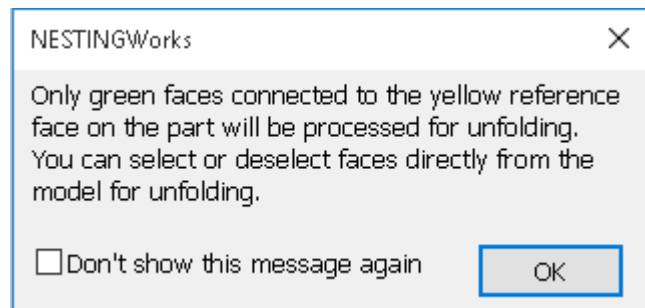 NESTINGWorks
Only green faces connected to the yellow reference
face on the part will be processed for unfolding.
You can select or deselect faces directly from the
model for unfolding.
Don't show this message again
OK